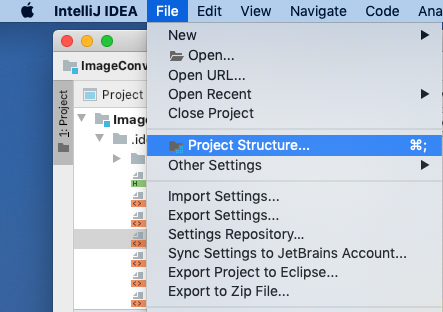 IntelliJ IDEA File Edit View Navigate Code Ana
ImageConv
1: Project
Project
Image
.ide
New
Open...
Open URL...
Open Recent
Close Project
Project Structure... ⌘;
Other Settings
Import Settings...
Export Settings...
Settings Repository...
Sync Settings to JetBrains Account...
Export Project to Eclipse...
Export to Zip File...